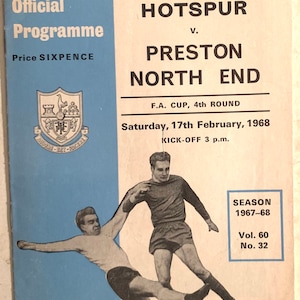 Official
Programme
Price SIXPENCE
HOTSPUR
v.
PRESTON
NORTH END
F.A. CUP, 4th ROUND
Saturday, 17th February, 1968
KICK-OFF 3 p.m.
SEASON
1967–68
Vol. 60
No. 32